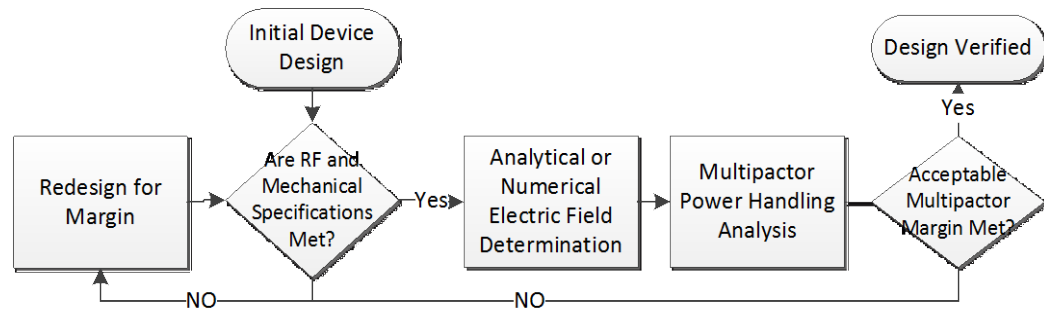 Initial Device
Design
Design Verified
Yes
Redesign for
Margin
Are RF and
Mechanical
Specifications
Met?
Yes
Analytical or
Numerical
Electric Field
Determination
Multipactor
Power Handling
Analysis
Acceptable
Multipactor
Margin Met?
NO
NO